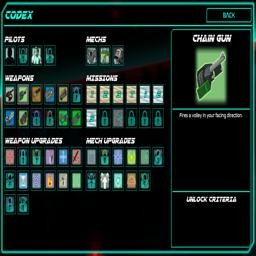 CODEX
BACK
PILOTS
MECHS
CHAIN GUN
WEAPONS
MISSIONS
Fires a volley in your facing direction.
WEAPON UPGRADES
MECH UPGRADES
UNLOCK CRITERIA